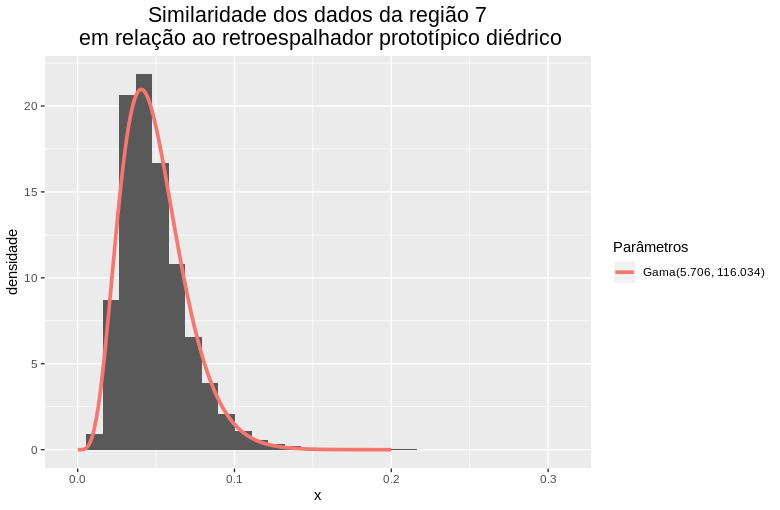 Similaridade dos dados da região 7
em relação ao retroespalhador prototípico diédrico
densidade
20
15
10
5
0
0.0
0.1
0.2
0.3
x
Parâmetros
Gama(5.706, 116.034)